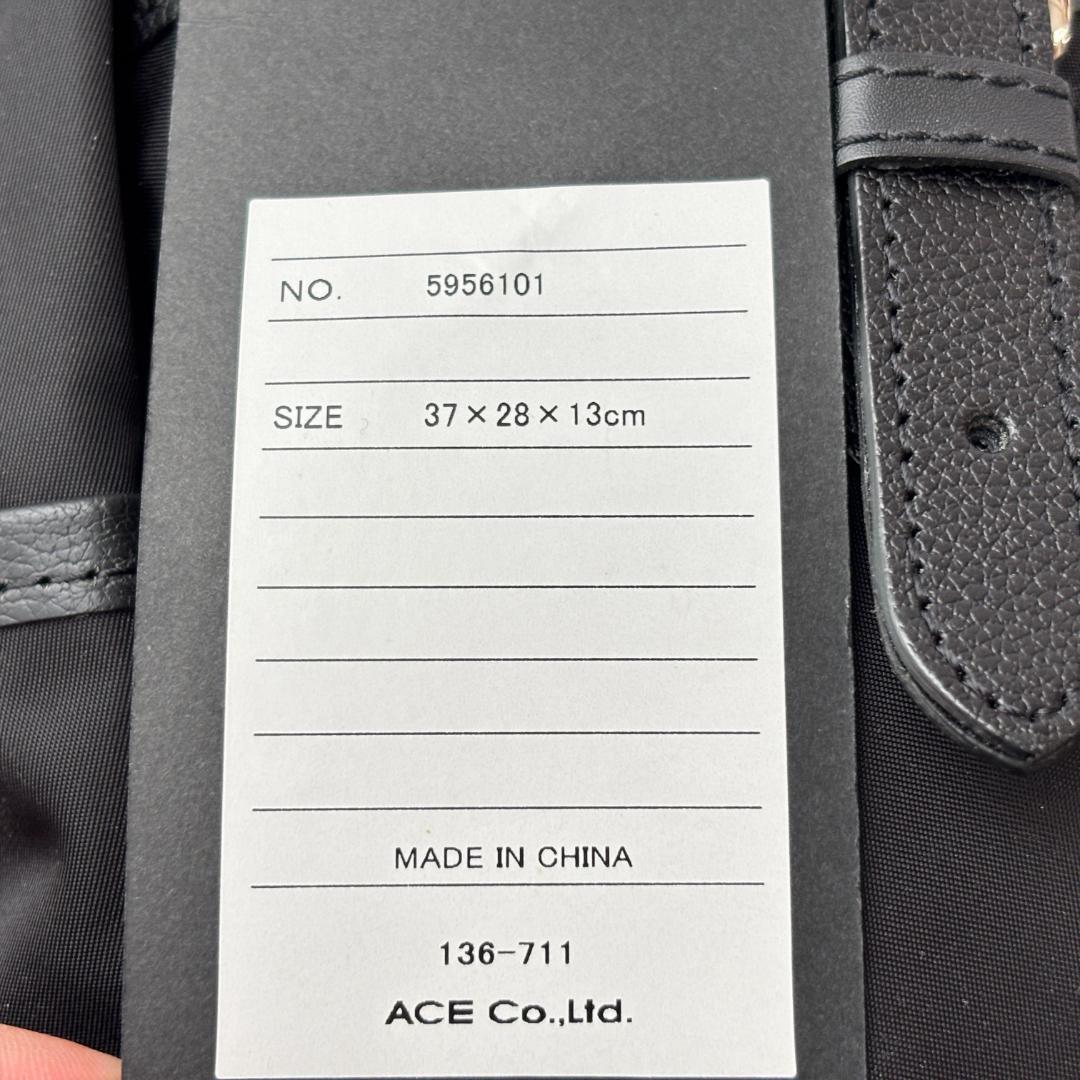 NO. 5956101
SIZE 37×28×13cm
MADE IN CHINA
136-711
ACE Co.,Ltd.